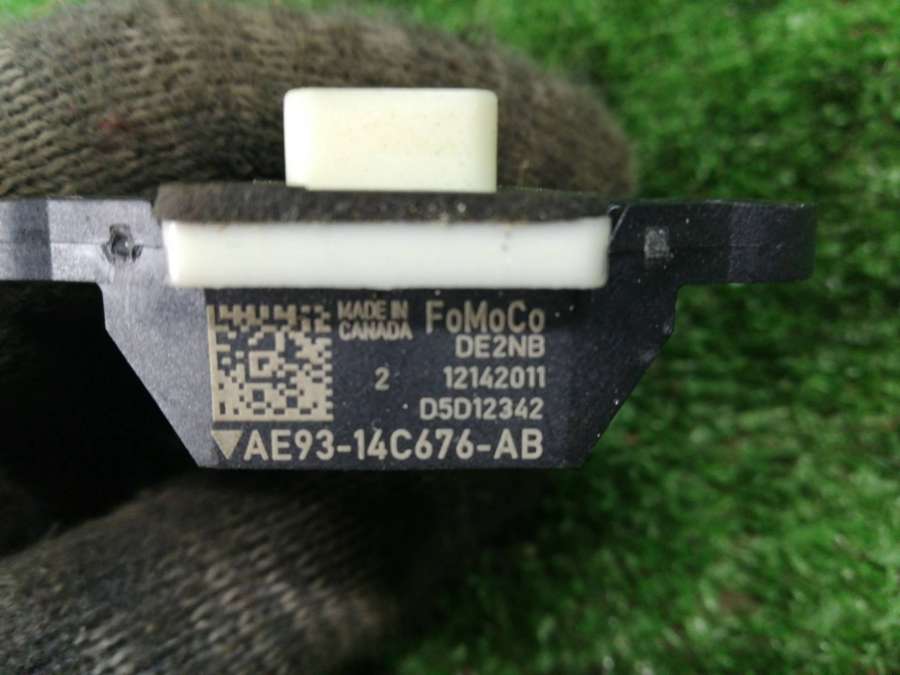 MADE IN
CANADA
FoMoCo
DE2NB
2 12142011
D5D12342
AE93-14C676-AB